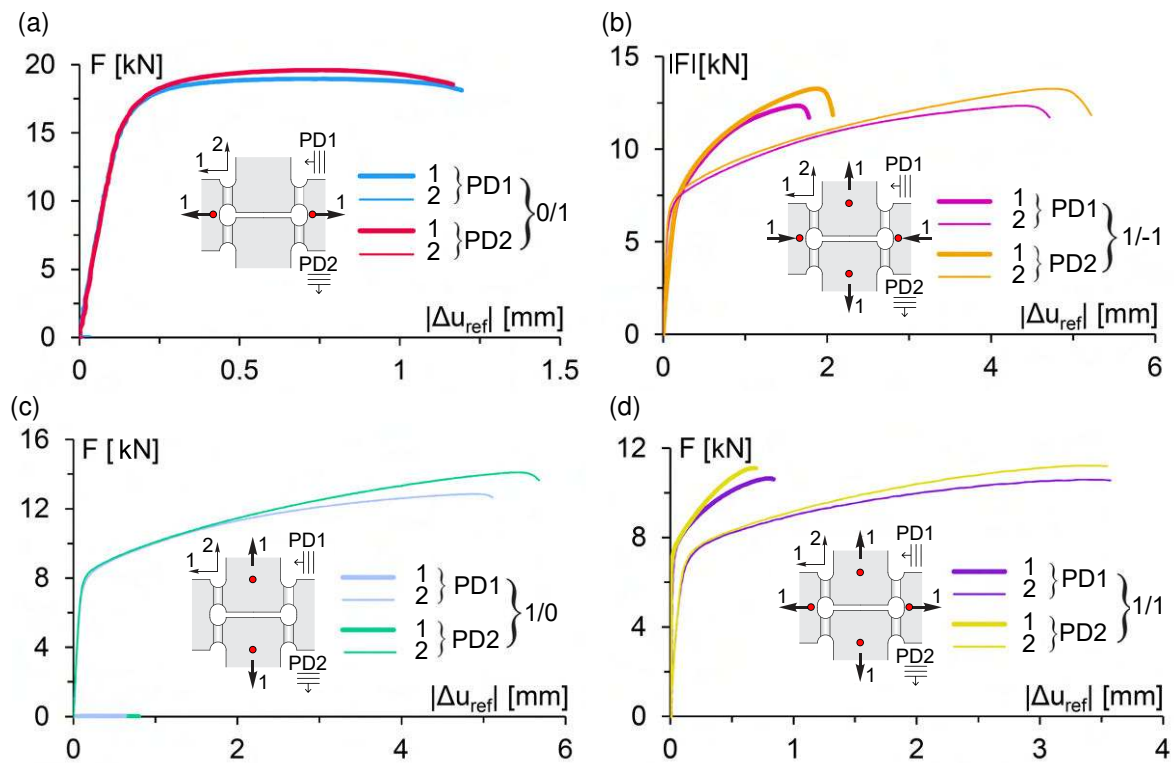 (a)
F [kN]
20
15
10
5
0
0
0.5
1
1.5
|Δu_ref| [mm]
2
1
PD1
1
1
PD2
1
2
} PD1
1
2
} PD2
} 0/1
(b)
|F|[kN]
15
10
5
0
0
2
4
6
|Δu_ref| [mm]
2
1
1
PD1
1
1
PD2
1
1
2
} PD1
1
2
} PD2
} 1/-1
(c)
F [kN]
16
12
8
4
0
0
2
4
6
|Δu_ref| [mm]
2
1
1
PD1
PD2
1
1
2
} PD1
1
2
} PD2
} 1/0
(d)
F [kN]
12
8
4
0
0
1
2
3
4
|Δu_ref| [mm]
2
1
1
PD1
1
1
PD2
1
1
2
} PD1
1
2
} PD2
} 1/1